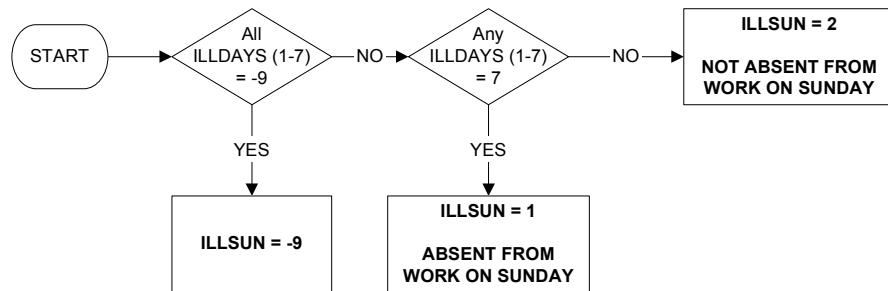 START
All
ILLDAYS (1-7)
= -9
NO
Any
ILLDAYS (1-7)
= 7
NO
ILLSUN = 2
NOT ABSENT FROM
WORK ON SUNDAY
YES
YES
ILLSUN = -9
ILLSUN = 1
ABSENT FROM
WORK ON SUNDAY